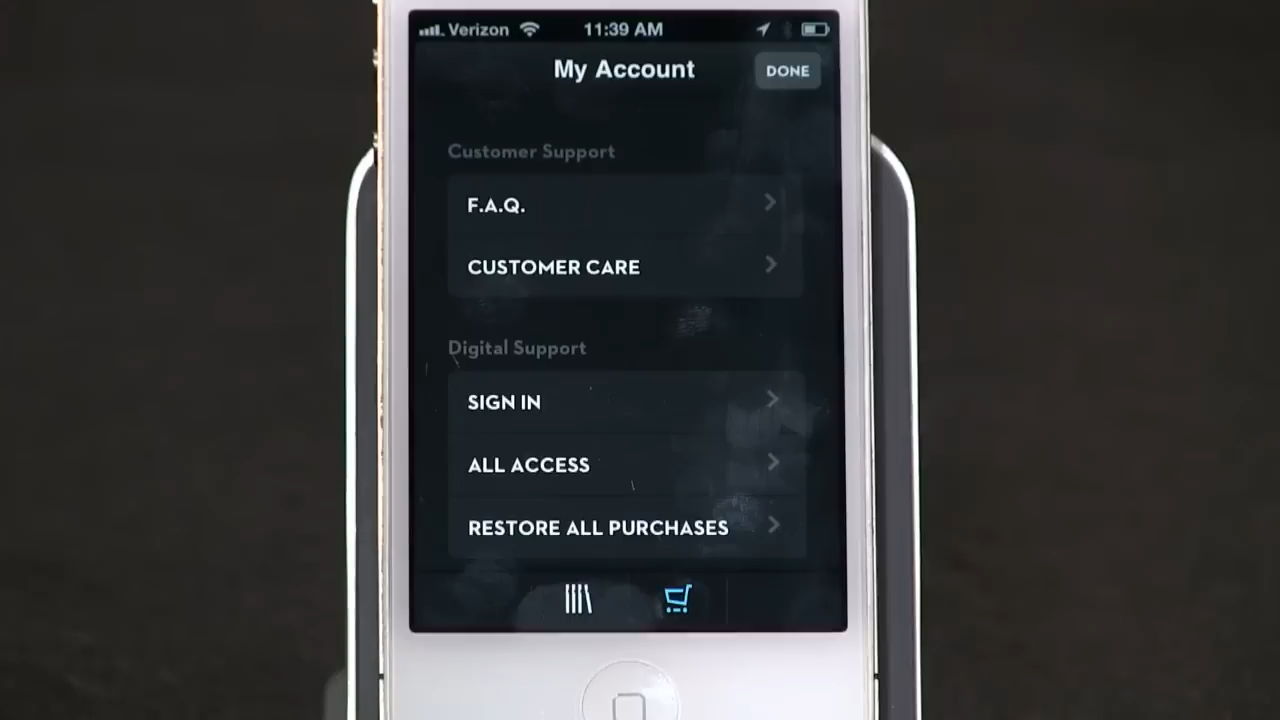 Verizon 11:39 AM
My Account DONE
Customer Support
F.A.Q.
CUSTOMER CARE
Digital Support
SIGN IN
ALL ACCESS
RESTORE ALL PURCHASES